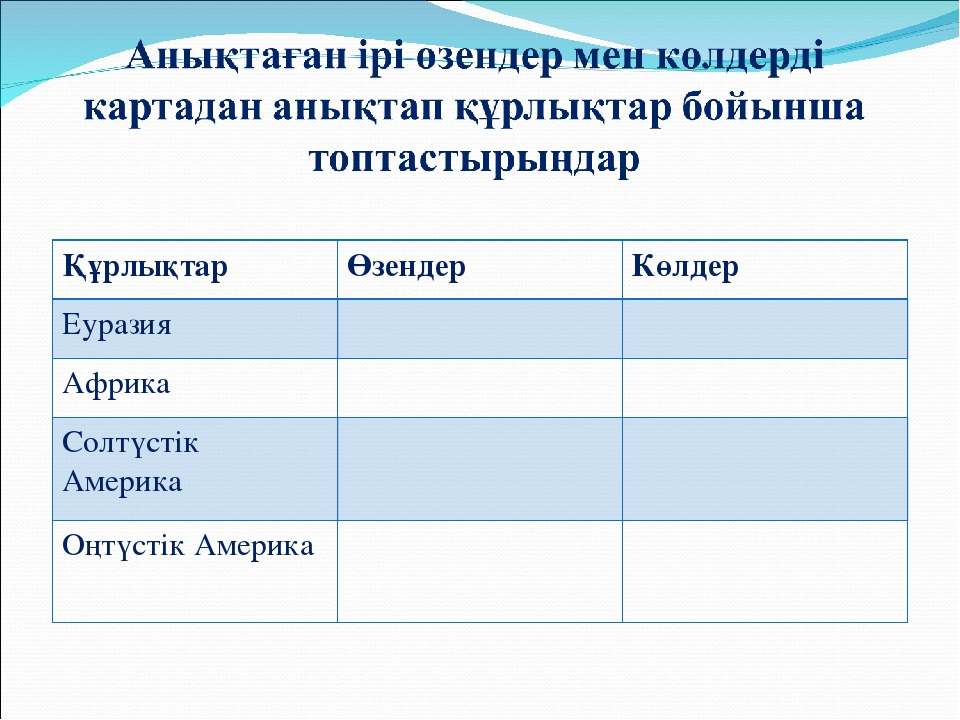 Анықтаған ірі өзендер мен көлдерді
картадан анықтап құрлықтар бойынша
топтастырыңдар
Құрлықтар Өзендер Көлдер
Еуразия
Африка
Солтүстік
Америка
Оңтүстік Америка